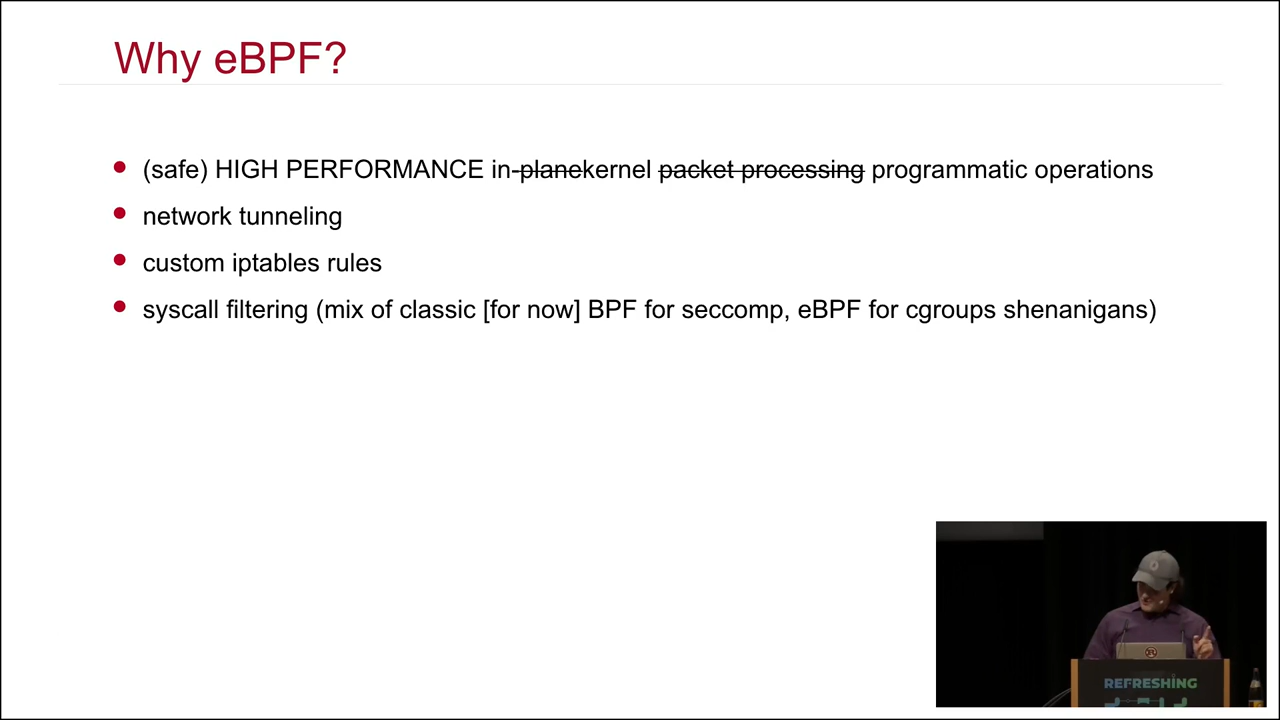 Why eBPF?
(safe) HIGH PERFORMANCE in-planekernel packet processing programmatic operations
network tunneling
custom iptables rules
syscall filtering (mix of classic [for now] BPF for seccomp, eBPF for cgroups shenanigans)
REFRESHING